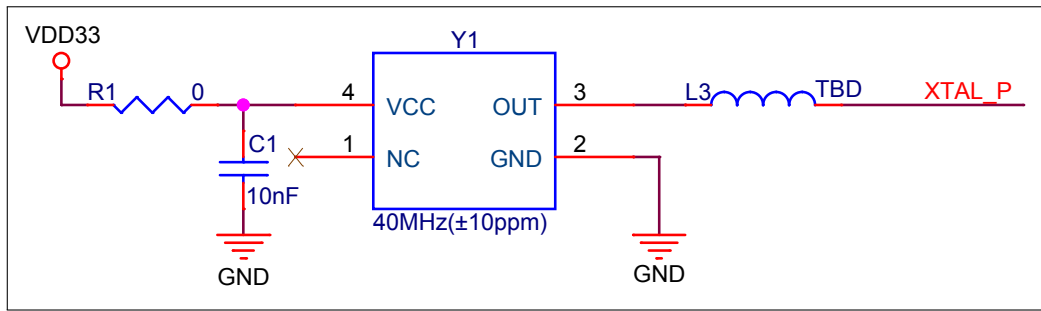 VDD33
Y1
R1 0
4 VCC OUT 3
L3 TBD XTAL_P
C1
1 NC GND 2
10nF
40MHz(±10ppm)
GND
GND